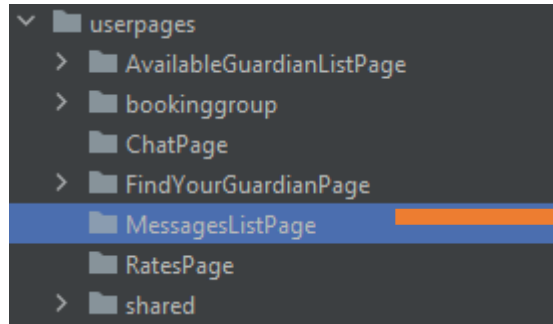 userpages
AvailableGuardianListPage
bookinggroup
ChatPage
FindYourGuardianPage
MessagesListPage
RatesPage
shared